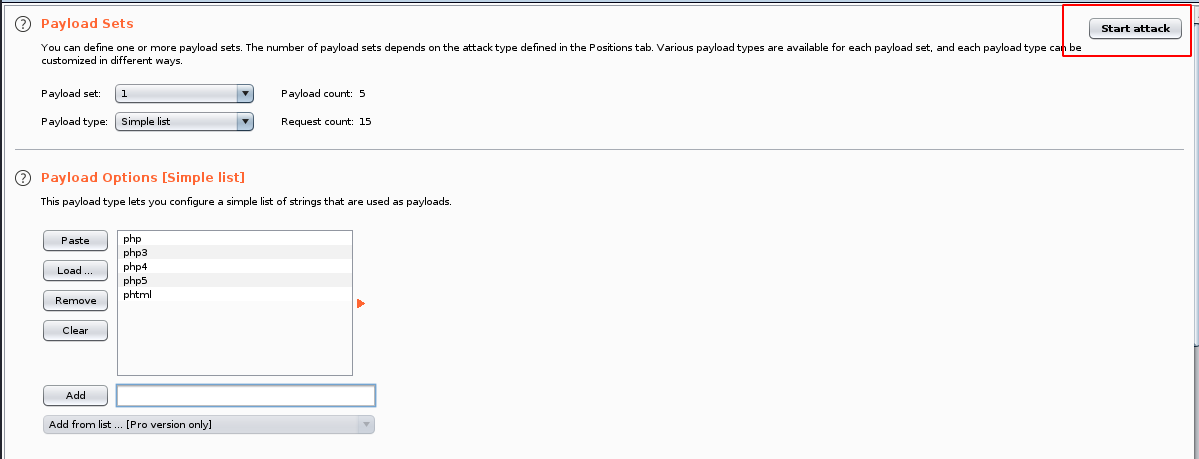 Payload Sets
Start attack
You can define one or more payload sets. The number of payload sets depends on the attack type defined in the Positions tab. Various payload types are available for each payload set, and each payload type can be
customized in different ways.
Payload set: 1 Payload count: 5
Payload type: Simple list Request count: 15
Payload Options [Simple list]
This payload type lets you configure a simple list of strings that are used as payloads.
Paste
Load ...
Remove
Clear
php
php3
php4
php5
phtml
Add
Add from list ... [Pro version only]